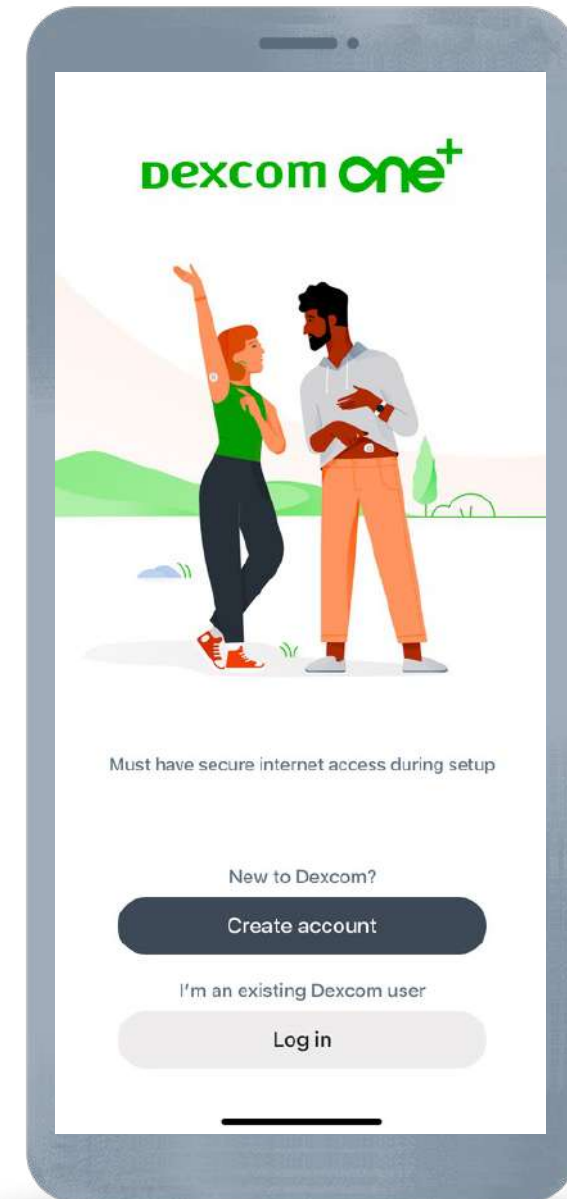 Dexcom one+
Must have secure internet access during setup
New to Dexcom?
Create account
I'm an existing Dexcom user
Log in